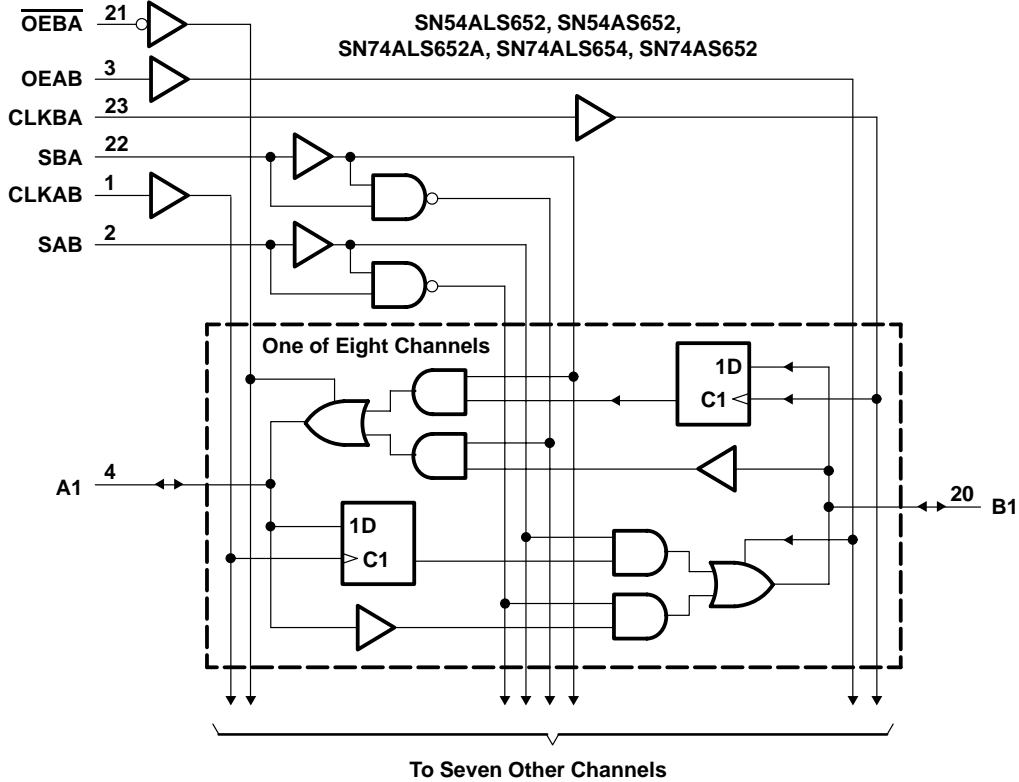 SN54ALS652, SN54AS652,
SN74ALS652A, SN74ALS654, SN74AS652
OEBA 21
OEAB 3
CLKBA 23
SBA 22
CLKAB 1
SAB 2
One of Eight Channels
1D
C1
A1 4
20 B1
1D
C1
To Seven Other Channels